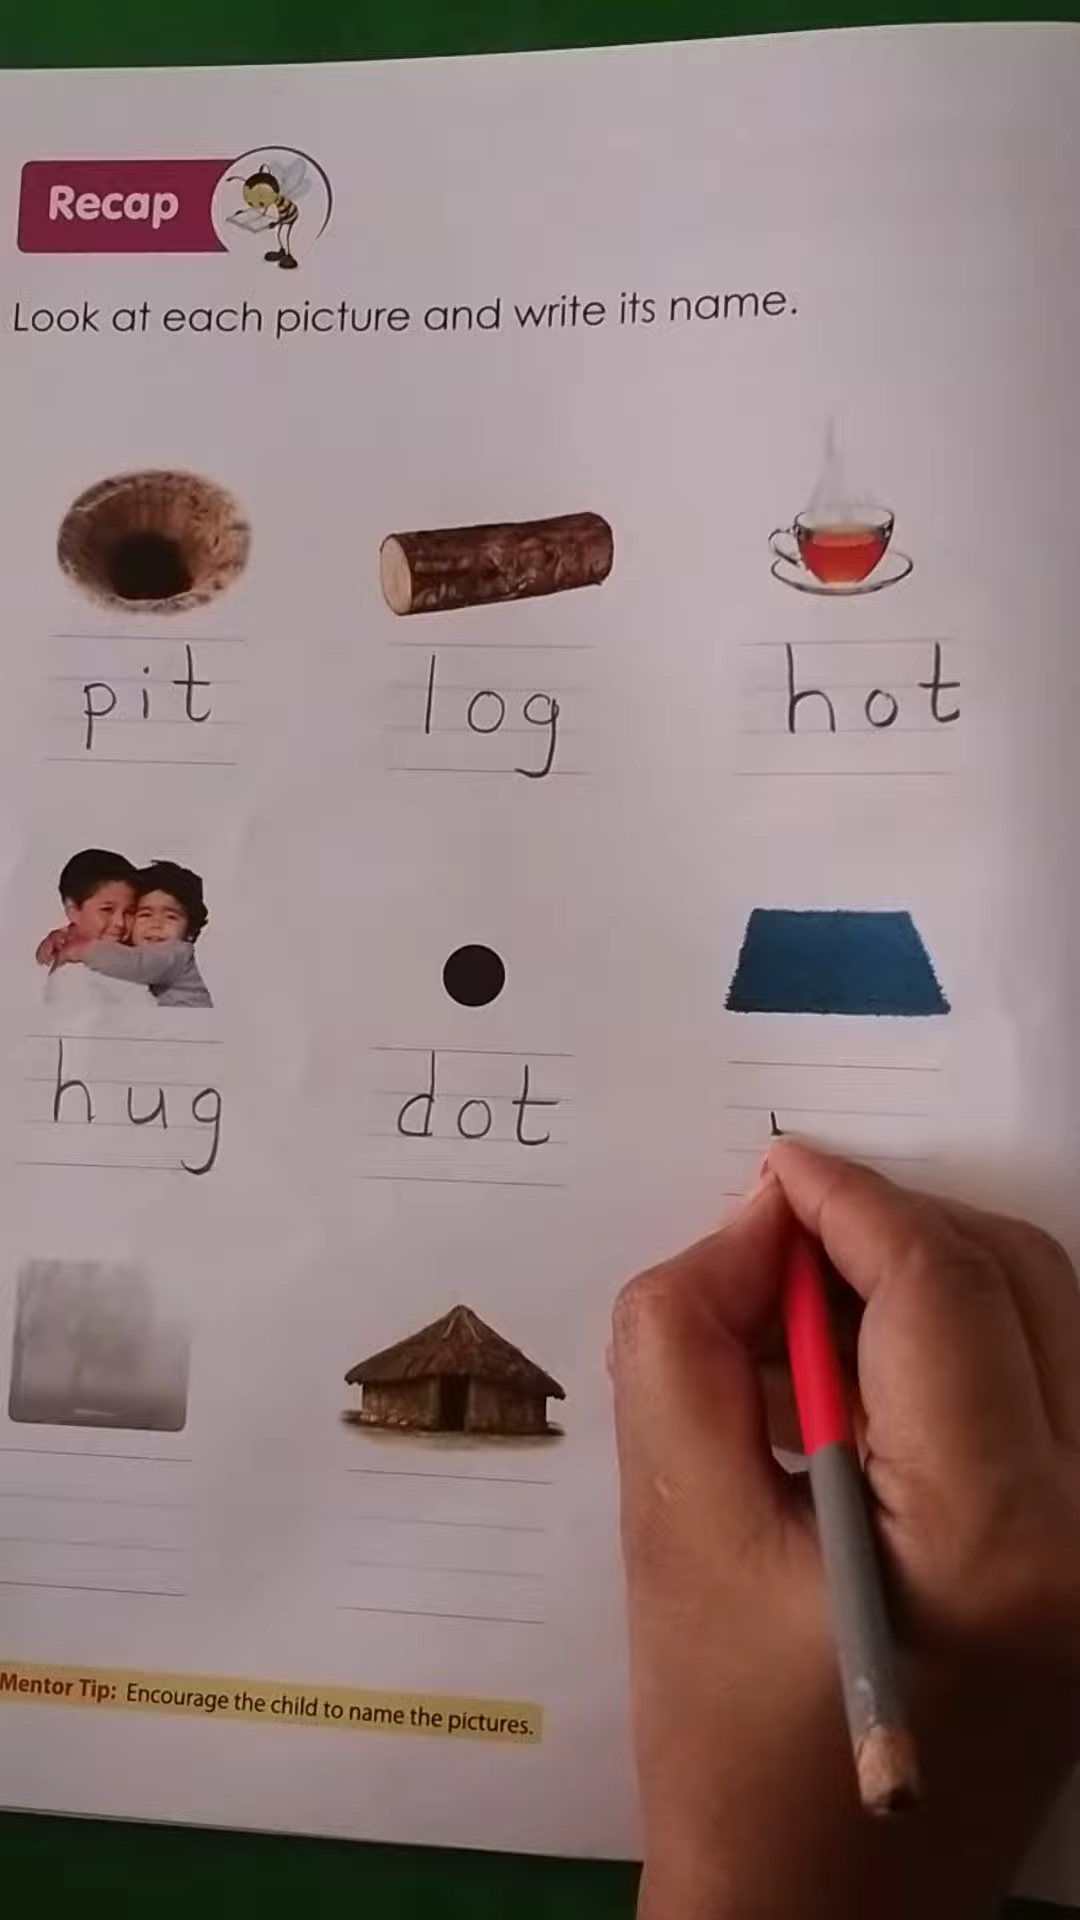 Recap
Look at each picture and write its name.
pit log hot
hug dot
Mentor Tip: Encourage the child to name the pictures.